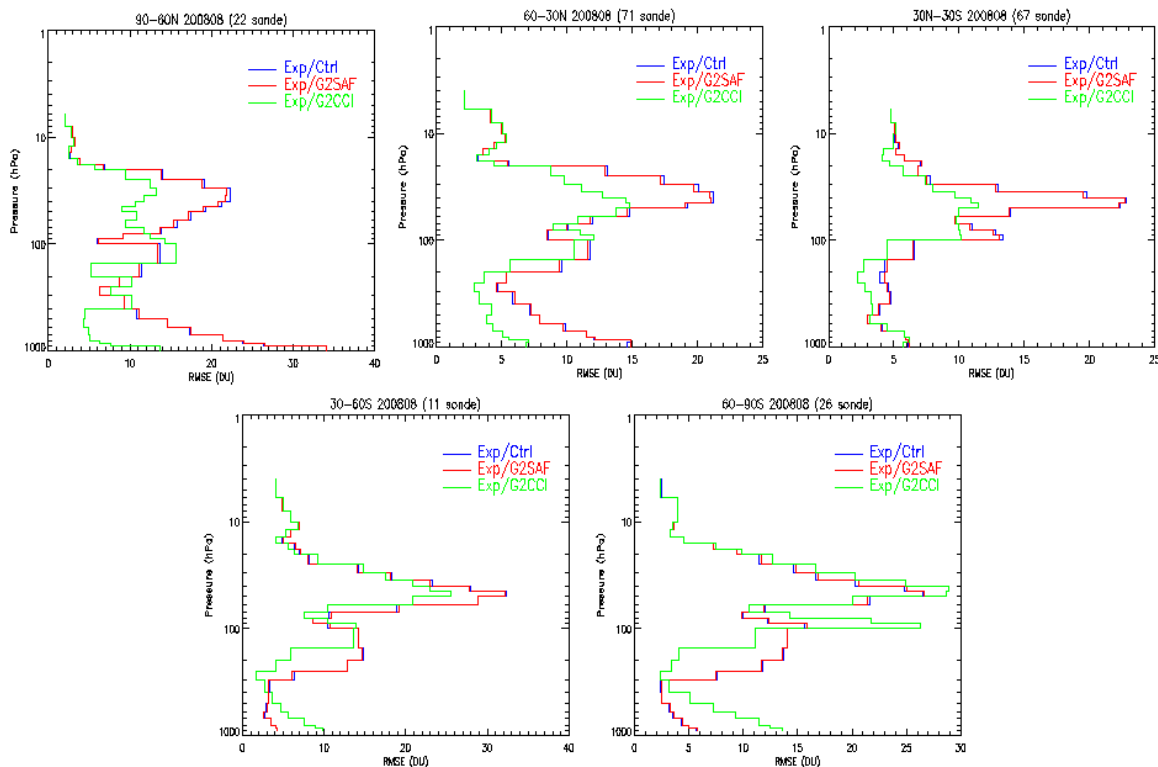 90-60N 200808 (22 sonde)
1
Exp/Ctrl
Exp/G2SAF
Exp/G2CCI
10
Pressure (hPa)
100
1000
0 10 20 30 40
RMSE (DU)
60-30N 200808 (71 sonde)
1
Exp/Ctrl
Exp/G2SAF
Exp/G2CCI
10
Pressure (hPa)
100
1000
0 5 10 15 20 25
RMSE (DU)
30N-30S 200808 (67 sonde)
1
Exp/Ctrl
Exp/G2SAF
Exp/G2CCI
10
Pressure (hPa)
100
1000
0 5 10 15 20 25
RMSE (DU)
30-60S 200808 (11 sonde)
1
Exp/Ctrl
Exp/G2SAF
Exp/G2CCI
10
Pressure (hPa)
100
1000
0 10 20 30 40
RMSE (DU)
60-90S 200808 (26 sonde)
1
Exp/Ctrl
Exp/G2SAF
Exp/G2CCI
10
Pressure (hPa)
100
1000
0 5 10 15 20 25 30
RMSE (DU)